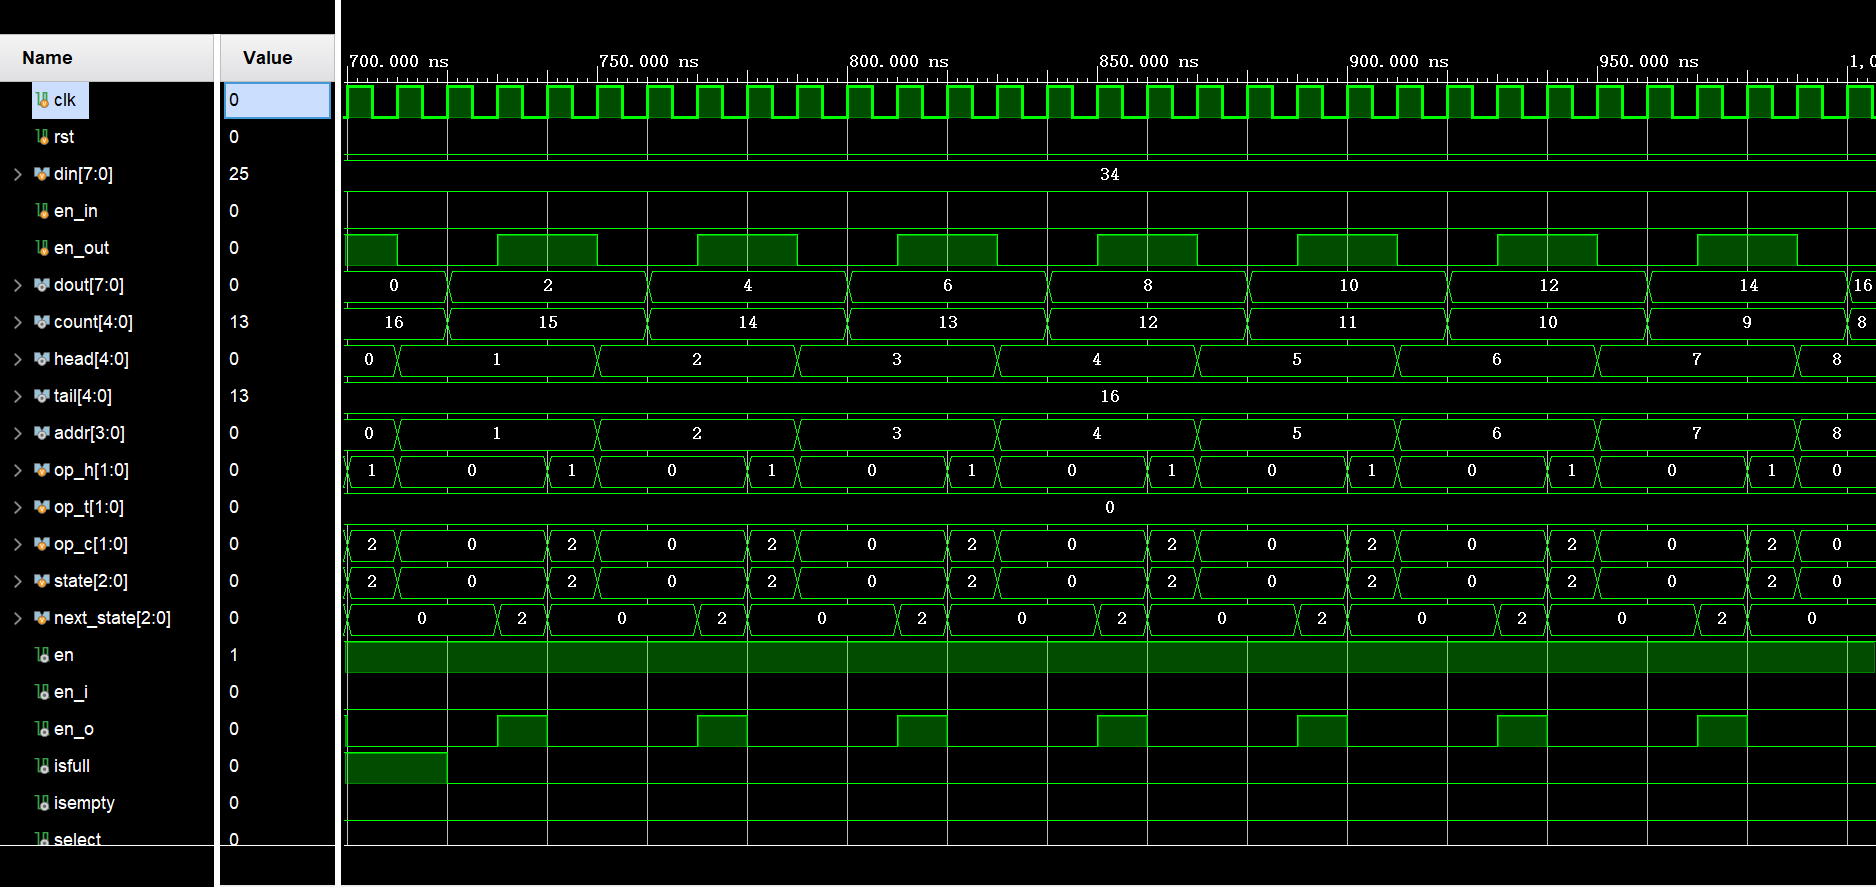 700.000 ns 750.000 ns 800.000 ns 850.000 ns 900.000 ns 950.000 ns 1,0
Name Value
clk 0
rst 0
din[7:0] 25 34
en_in 0
en_out 0
dout[7:0] 0 0 2 4 6 8 10 12 14 16
count[4:0] 13 16 15 14 13 12 11 10 9 8
head[4:0] 0 0 1 2 3 4 5 6 7 8
tail[4:0] 13 16
addr[3:0] 0 0 1 2 3 4 5 6 7 8
op_h[1:0] 0 1 0 1 0 1 0 1 0 1 0 1 0 1 0 1 0
op_t[1:0] 0 0
op_c[1:0] 0 2 0 2 0 2 0 2 0 2 0 2 0 2 0 2 0
state[2:0] 0 2 0 2 0 2 0 2 0 2 0 2 0 2 0 2 0
next_state[2:0] 0 0 2 0 2 0 2 0 2 0 2 0 2 0 2 0
en 1
en_i 0
en_o 0
isfull 0
isempty 0
select 0